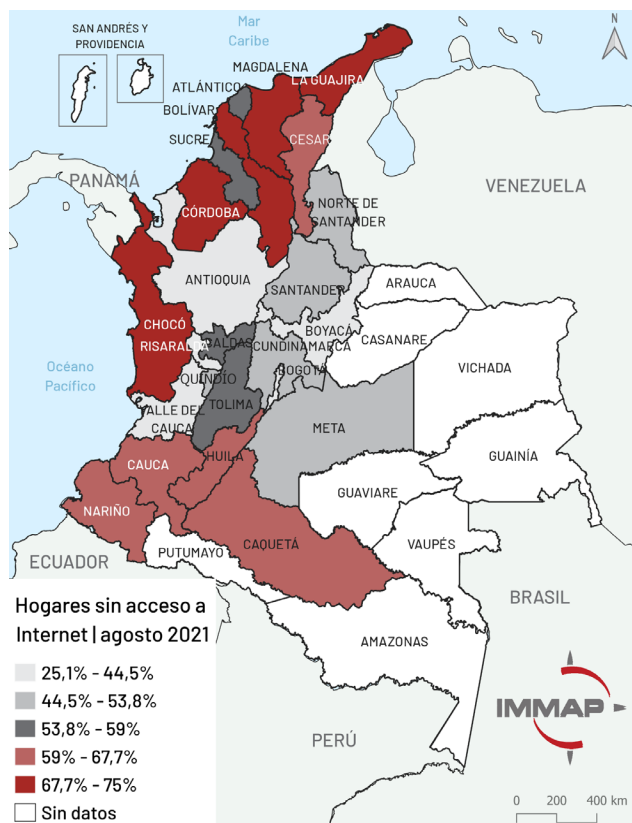 SAN ANDRÉS Y
PROVIDENCIA
Mar
Caribe
N
MAGDALENA
LA GUAJIRA
ATLÁNTICO
BOLÍVAR
SUCRE
CESAR
PANAMÁ
VENEZUELA
CÓRDOBA
NORTE DE
SANTANDER
ANTIOQUIA
SANTANDER
ARAUCA
CHOCÓ
BOYACÁ
CASANARE
RISARALDA
CALDAS
CUNDINAMARCA
Océano
Pacífico
BOGOTÁ
VICHADA
QUINDÍO
TOLIMA
VALLE DEL
CAUCA
META
HUILA
GUAINÍA
CAUCA
GUAVIARE
NARIÑO
CAQUETÁ
VAUPÉS
PUTUMAYO
ECUADOR
BRASIL
AMAZONAS
PERÚ
Hogares sin acceso a
Internet | agosto 2021
25,1% - 44,5%
44,5% - 53,8%
53,8% - 59%
59% - 67,7%
67,7% - 75%
Sin datos
IMMAP
0 200 400 km